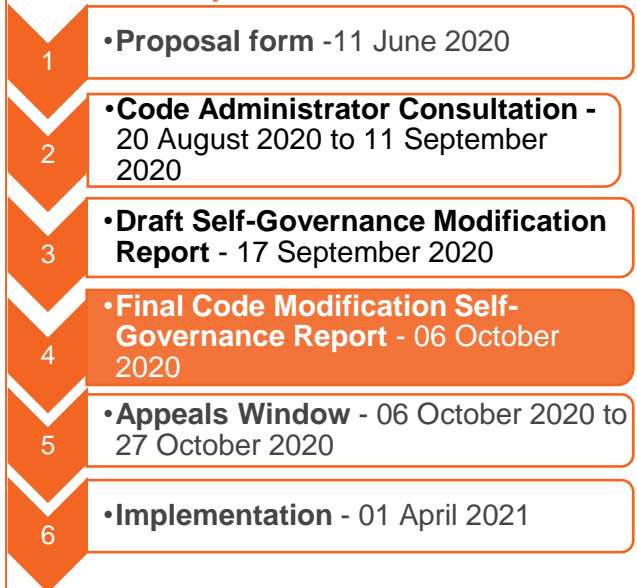 1
•Proposal form -11 June 2020
2
•Code Administrator Consultation -
20 August 2020 to 11 September
2020
3
•Draft Self-Governance Modification
Report - 17 September 2020
4
•Final Code Modification Self-
Governance Report - 06 October
2020
5
•Appeals Window - 06 October 2020 to
27 October 2020
6
•Implementation - 01 April 2021